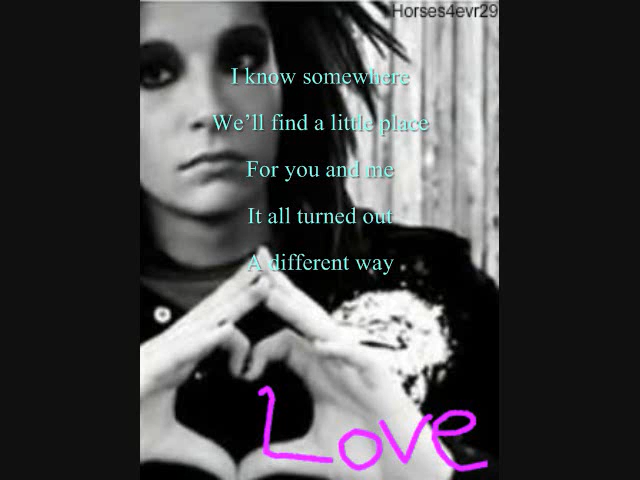 Horses4evr29
I know somewhere
We'll find a little place
For you and me
It all turned out
A different way
Love